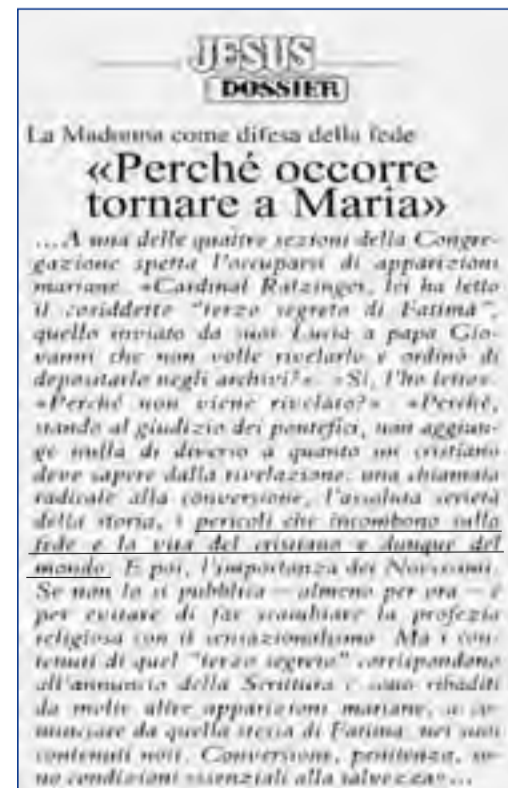 JESUS
DOSSIER
La Madonna come difesa della fede
«Perché occorre
tornare a Maria»
...A una delle quattro sezioni della Congre-
gazione spetta l'occuparsi di apparizioni
mariane. «Cardinal Ratzinger, lei ha letto
il cosiddetto "terzo segreto di Fatima",
quello inviato da suor Lucia a papa Gio-
vanni che non volle rivelarlo e ordinò di
depositarlo negli archivi?». «Sì, l'ho letto».
«Perché non viene rivelato?» «Perché,
stando al giudizio dei pontefici, non aggiun-
ge nulla di diverso a quanto un cristiano
deve sapere dalla rivelazione: una chiamata
radicale alla conversione, l'assoluta serietà
della storia, i pericoli che incombono sulla
fede e la vita del cristiano e dunque del
mondo. E poi, l'importanza dei Novissimi.
Se non lo si pubblica — almeno per ora — è
per evitare di far scambiare la profezia
religiosa con il sensazionalismo. Ma i con-
tenuti di quel "terzo segreto" corrispondono
all'annuncio della Scrittura e sono ribaditi
da molte altre apparizioni mariane, a co-
minciare da quella stessa di Fatima, nei suoi
contenuti noti. Conversione, penitenza, so-
no condizioni essenziali alla salvezza»...